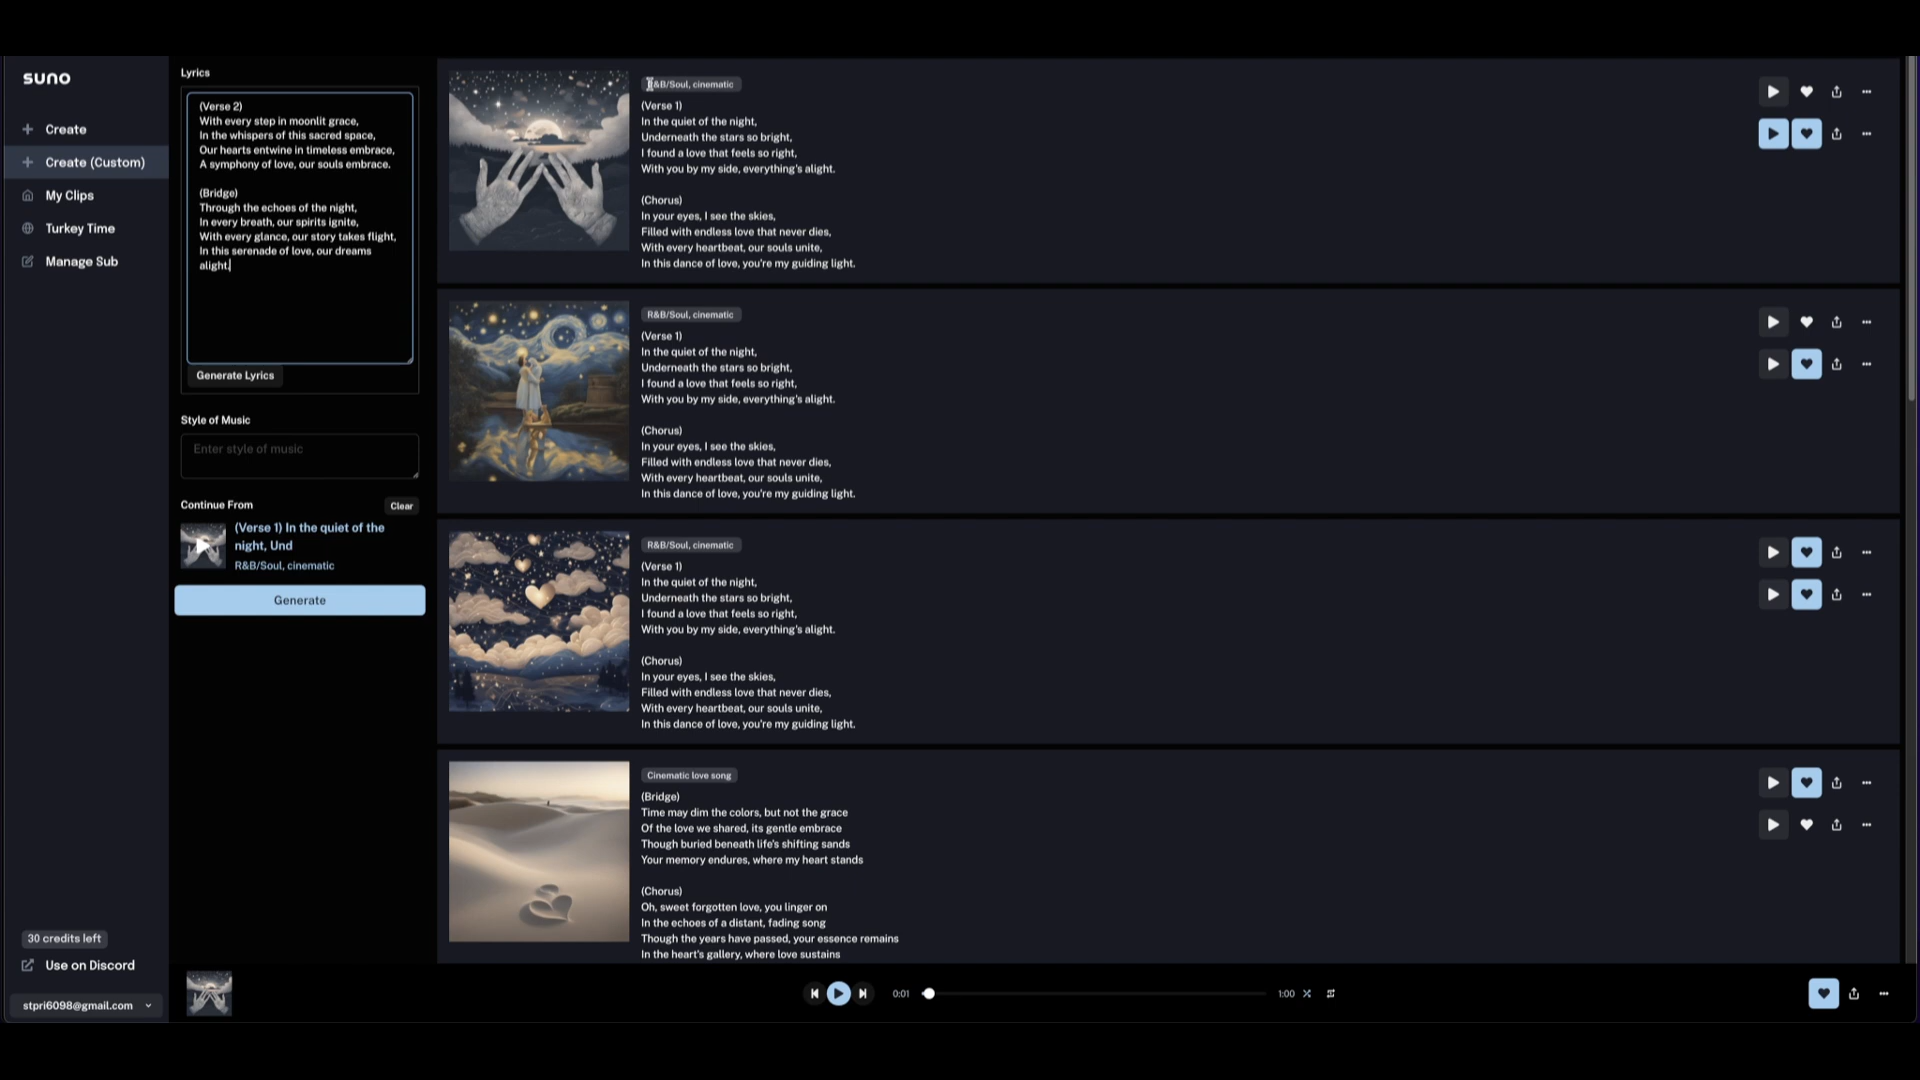 suno
Create
Create (Custom)
My Clips
Turkey Time
Manage Sub
30 credits left
Use on Discord
stpri6098@gmail.com
Lyrics
(Verse 2)
With every step in moonlit grace,
In the whispers of this sacred space,
Our hearts entwine in timeless embrace,
A symphony of love, our souls embrace.
(Bridge)
Through the echoes of the night,
In every breath, our spirits ignite,
With every glance, our story takes flight,
In this serenade of love, our dreams
alight.
Generate Lyrics
Style of Music
Enter style of music
Continue From
Clear
(Verse 1) In the quiet of the
night, Und
R&B/Soul, cinematic
Generate
R&B/Soul, cinematic
(Verse 1)
In the quiet of the night,
Underneath the stars so bright,
I found a love that feels so right,
With you by my side, everything's alight.
(Chorus)
In your eyes, I see the skies,
Filled with endless love that never dies,
With every heartbeat, our souls unite,
In this dance of love, you're my guiding light.
R&B/Soul, cinematic
(Verse 1)
In the quiet of the night,
Underneath the stars so bright,
I found a love that feels so right,
With you by my side, everything's alight.
(Chorus)
In your eyes, I see the skies,
Filled with endless love that never dies,
With every heartbeat, our souls unite,
In this dance of love, you're my guiding light.
R&B/Soul, cinematic
(Verse 1)
In the quiet of the night,
Underneath the stars so bright,
I found a love that feels so right,
With you by my side, everything's alight.
(Chorus)
In your eyes, I see the skies,
Filled with endless love that never dies,
With every heartbeat, our souls unite,
In this dance of love, you're my guiding light.
Cinematic love song
(Bridge)
Time may dim the colors, but not the grace
Of the love we shared, its gentle embrace
Though buried beneath life's shifting sands
Your memory endures, where my heart stands
(Chorus)
Oh, sweet forgotten love, you linger on
In the echoes of a distant, fading song
Though the years have passed, your essence remains
In the heart's gallery, where love sustains
0:01
1:00